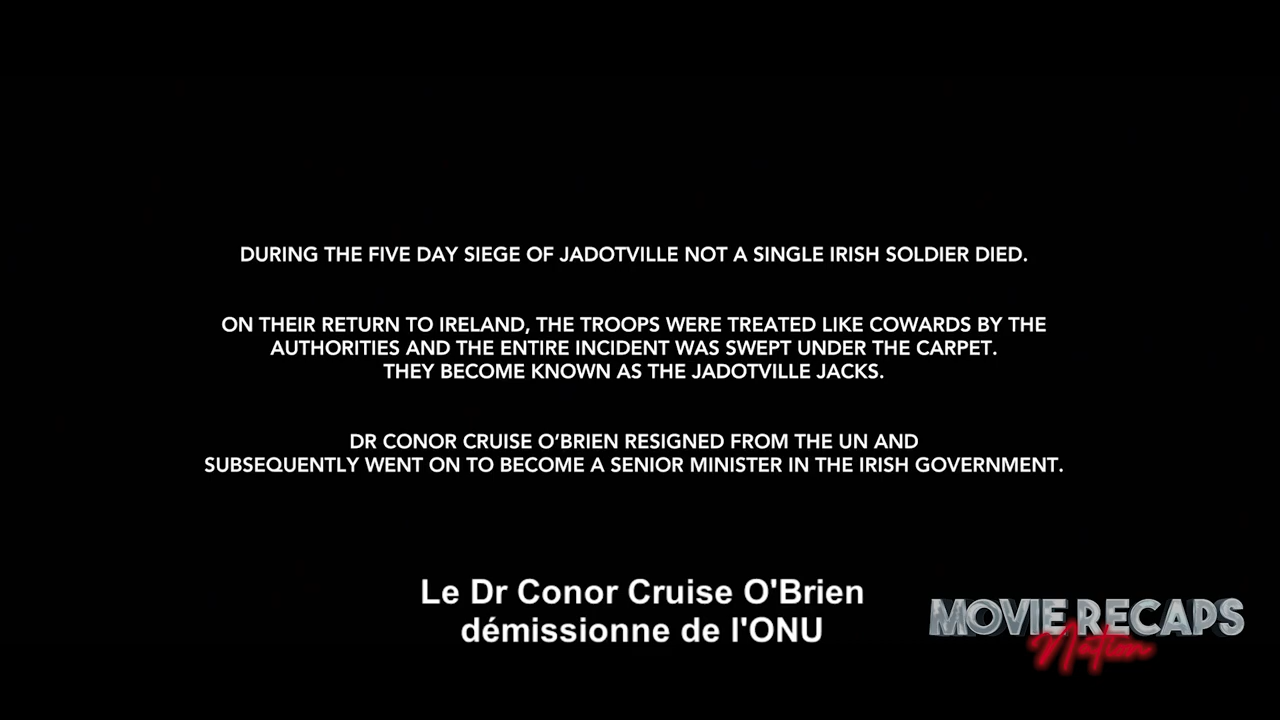 DURING THE FIVE DAY SIEGE OF JADOTVILLE NOT A SINGLE IRISH SOLDIER DIED.
ON THEIR RETURN TO IRELAND, THE TROOPS WERE TREATED LIKE COWARDS BY THE
AUTHORITIES AND THE ENTIRE INCIDENT WAS SWEPT UNDER THE CARPET.
THEY BECOME KNOWN AS THE JADOTVILLE JACKS.
DR CONOR CRUISE O’BRIEN RESIGNED FROM THE UN AND
SUBSEQUENTLY WENT ON TO BECOME A SENIOR MINISTER IN THE IRISH GOVERNMENT.
Le Dr Conor Cruise O'Brien
démissionne de l'ONU
MOVIE RECAPS
Nation